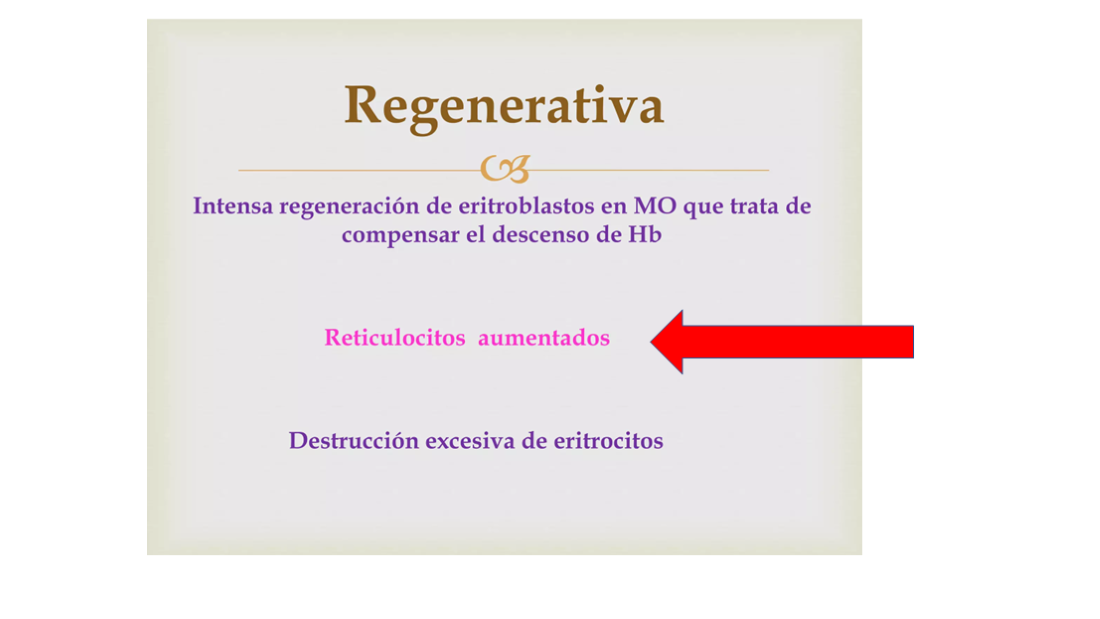 Regenerativa
Intensa regeneración de eritroblastos en MO que trata de
compensar el descenso de Hb
Reticulocitos aumentados
Destrucción excesiva de eritrocitos